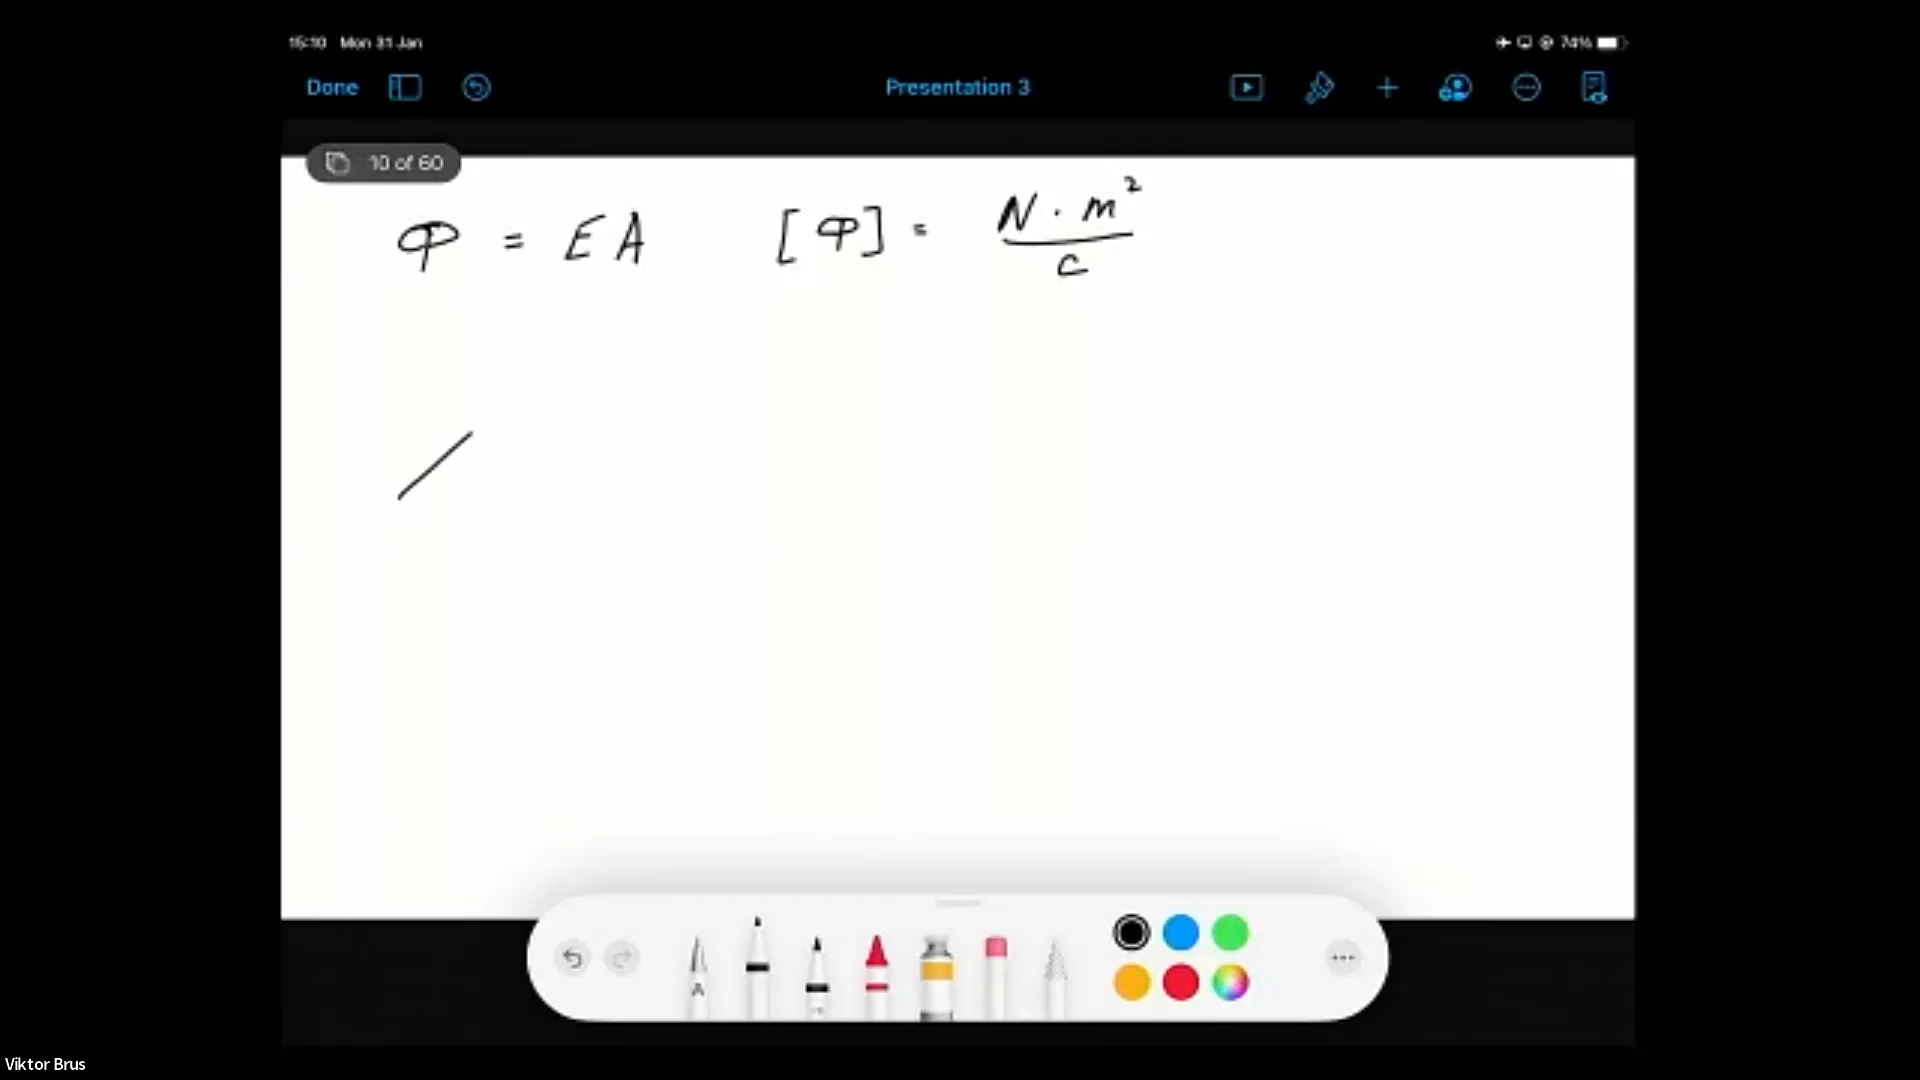 15:10 Mon 31 Jan 74%
Done Presentation 3
10 of 60
Φ = EA [Φ] = N · m² / C
A
Viktor Brus